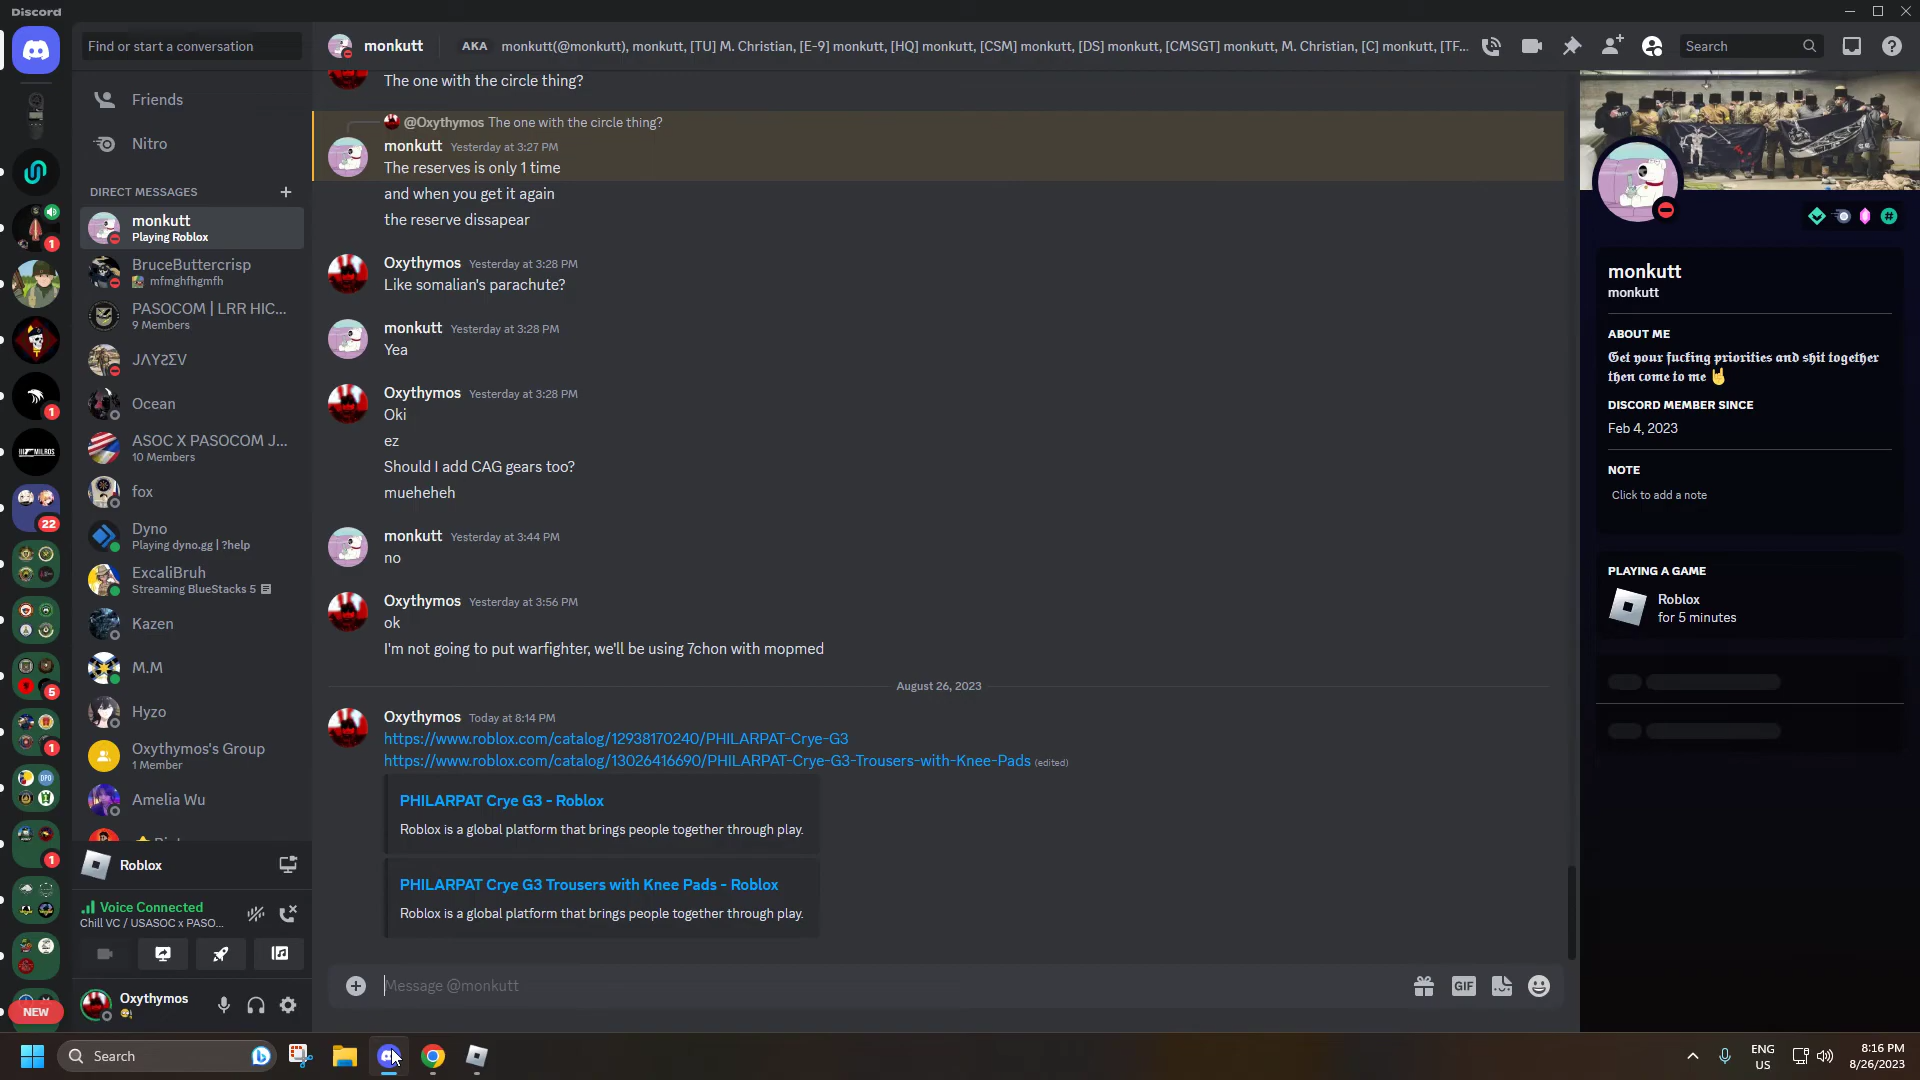 Discord
Find or start a conversation
monkutt
AKA
monkutt(@monkutt), monkutt, [TU] M. Christian, [E-9] monkutt, [HQ] monkutt, [CSM] monkutt, [DS] monkutt, [CMSGT] monkutt, M. Christian, [C] monkutt, [TF...
Search
Friends
Nitro
DIRECT MESSAGES
monkutt
Playing Roblox
BruceButtercrisp
mfmghfhgmfh
PASOCOM | LRR HIC...
9 Members
JΛYƧΣV
Ocean
ASOC X PASOCOM J...
10 Members
fox
Dyno
Playing dyno.gg | ?help
ExcaliBruh
Streaming BlueStacks 5
Kazen
M.M
Hyzo
Oxythymos's Group
1 Member
Amelia Wu
Roblox
Voice Connected
Chill VC / USASOC x PASO...
Oxythymos
1
1
MILROS
22
5
1
1
NEW
The one with the circle thing?
@Oxythymos The one with the circle thing?
monkutt Yesterday at 3:27 PM
The reserves is only 1 time
and when you get it again
the reserve dissapear
Oxythymos Yesterday at 3:28 PM
Like somalian's parachute?
monkutt Yesterday at 3:28 PM
Yea
Oxythymos Yesterday at 3:28 PM
Oki
ez
Should I add CAG gears too?
mueheheh
monkutt Yesterday at 3:44 PM
no
Oxythymos Yesterday at 3:56 PM
ok
I'm not going to put warfighter, we'll be using 7chon with mopmed
August 26, 2023
Oxythymos Today at 8:14 PM
https://www.roblox.com/catalog/12938170240/PHILARPAT-Crye-G3
https://www.roblox.com/catalog/13026416690/PHILARPAT-Crye-G3-Trousers-with-Knee-Pads (edited)
PHILARPAT Crye G3 - Roblox
Roblox is a global platform that brings people together through play.
PHILARPAT Crye G3 Trousers with Knee Pads - Roblox
Roblox is a global platform that brings people together through play.
Message @monkutt
GIF
monkutt
monkutt
ABOUT ME
Get your fucking priorities and shit together
then come to me 🤘
DISCORD MEMBER SINCE
Feb 4, 2023
NOTE
Click to add a note
PLAYING A GAME
Roblox
for 5 minutes
Search
ENG
US
8:16 PM
8/26/2023